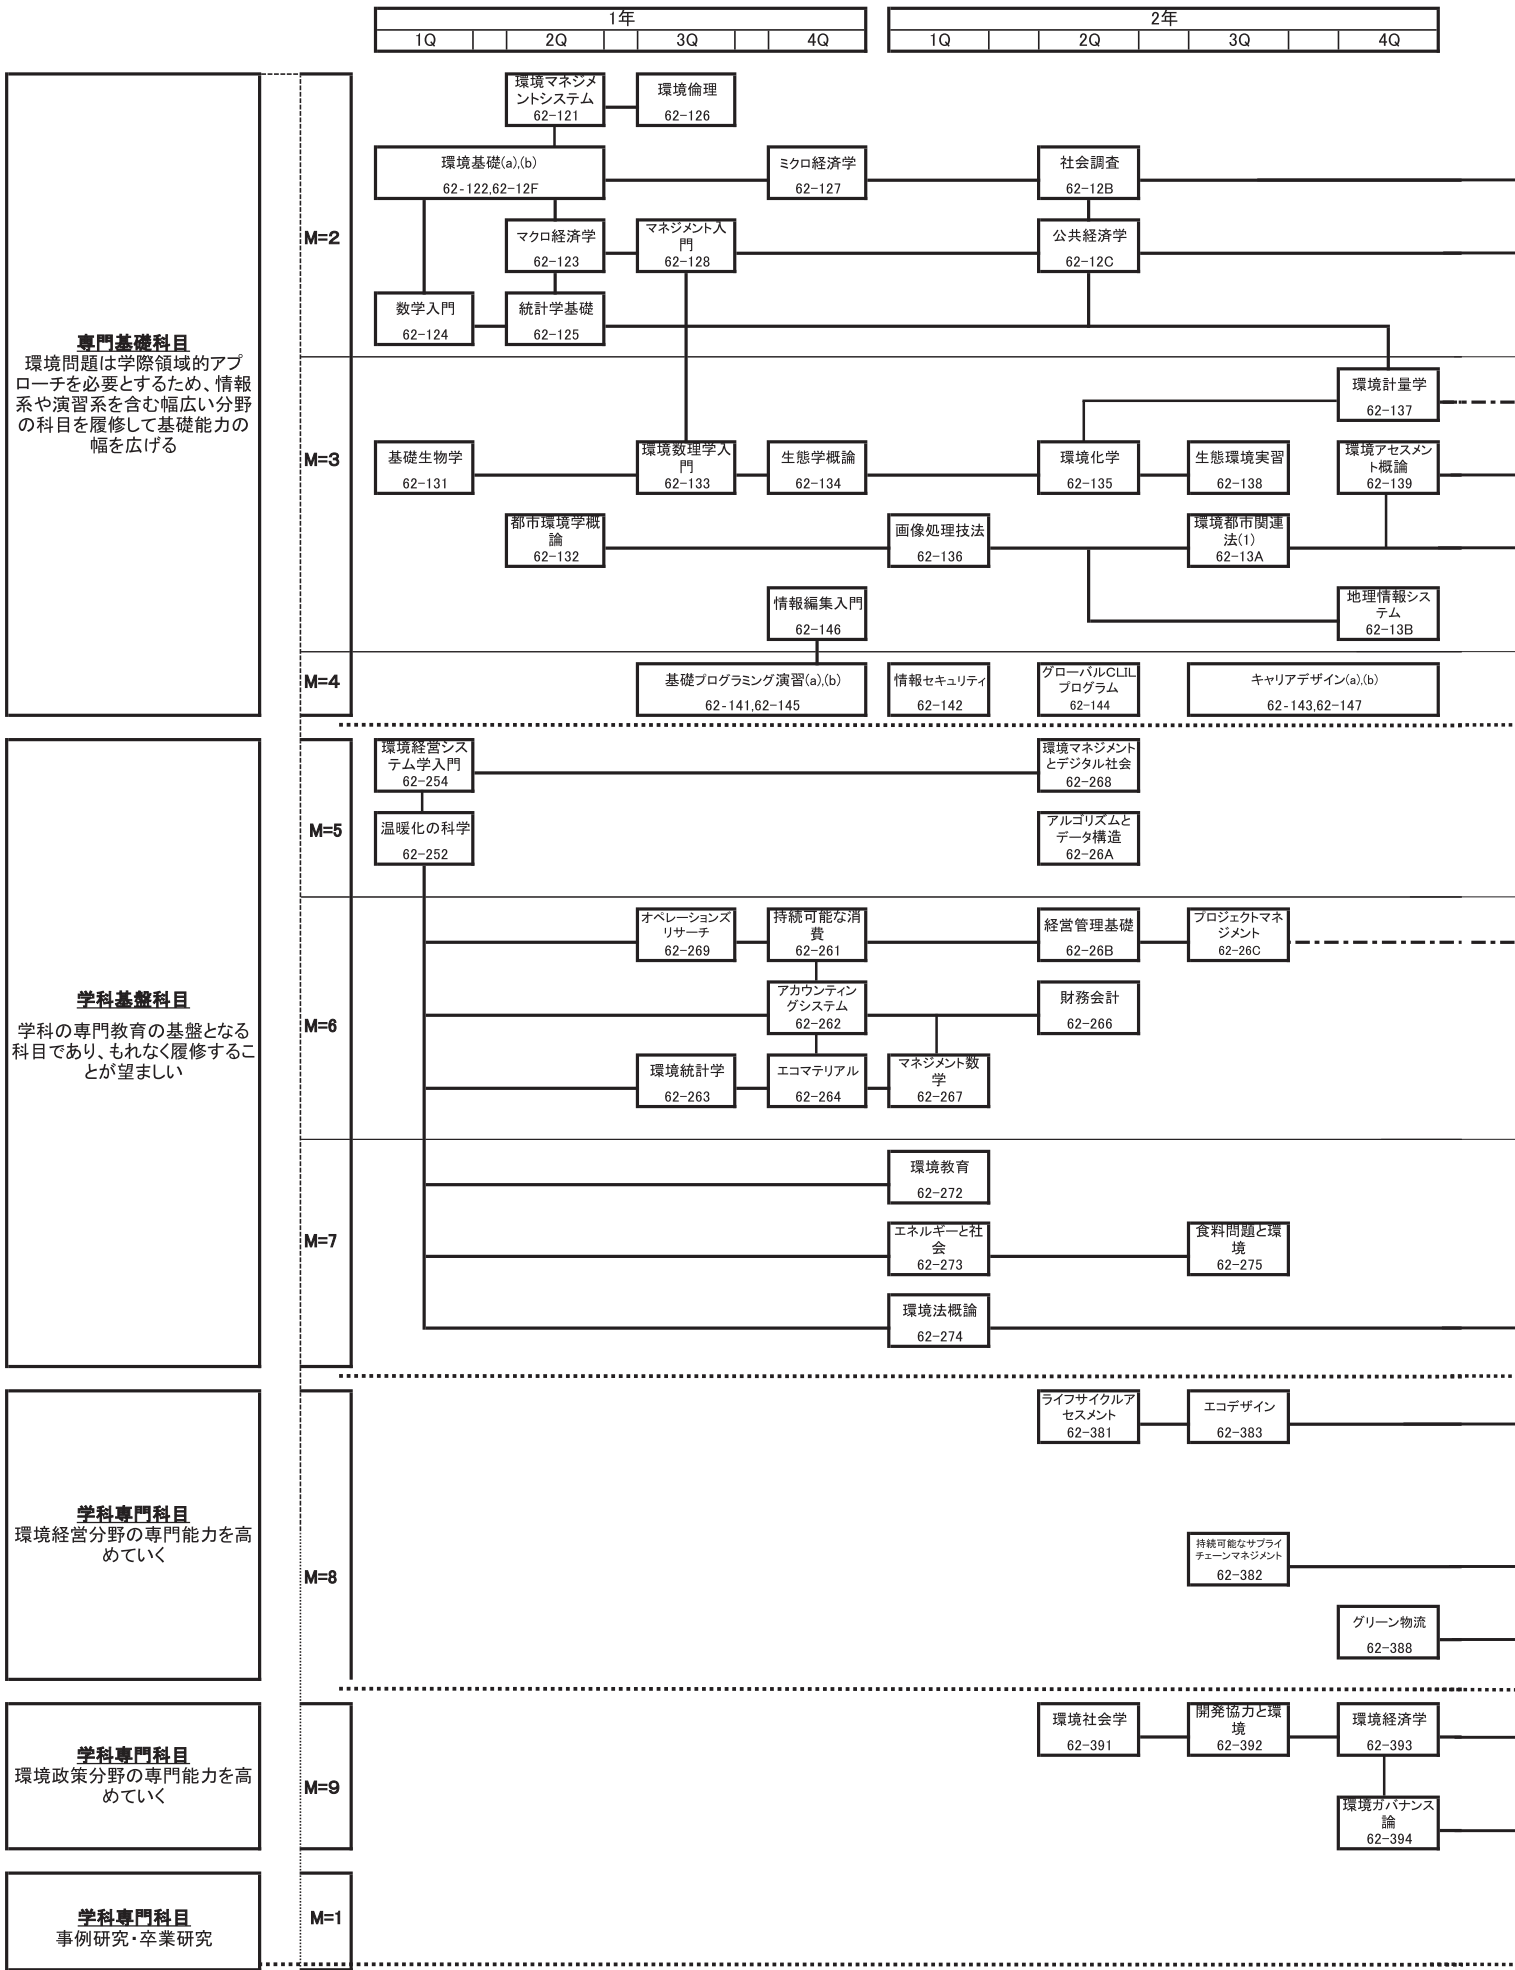 1年
2年
1Q
2Q
3Q
4Q
1Q
2Q
3Q
4Q
専門基礎科目
環境問題は学際領域的アプ
ローチを必要とするため、情報
系や演習系を含む幅広い分野
の科目を履修して基礎能力の
幅を広げる
M=2
環境マネジメ
ントシステム
62-121
環境倫理
62-126
環境基礎(a),(b)
62-122,62-12F
ミクロ経済学
62-127
社会調査
62-12B
マクロ経済学
62-123
マネジメント入
門
62-128
公共経済学
62-12C
数学入門
62-124
統計学基礎
62-125
M=3
環境計量学
62-137
基礎生物学
62-131
環境数理学入
門
62-133
生態学概論
62-134
環境化学
62-135
生態環境実習
62-138
環境アセスメン
ト概論
62-139
都市環境学概
論
62-132
画像処理技法
62-136
環境都市関連
法(1)
62-13A
情報編集入門
62-146
地理情報シス
テム
62-13B
M=4
基礎プログラミング演習(a),(b)
62-141,62-145
情報セキュリティ
62-142
グローバルCLIL
プログラム
62-144
キャリアデザイン(a),(b)
62-143,62-147
学科基盤科目
学科の専門教育の基盤となる
科目であり、もれなく履修するこ
とが望ましい
M=5
環境経営シス
テム学入門
62-254
環境マネジメント
とデジタル社会
62-268
温暖化の科学
62-252
アルゴリズムと
データ構造
62-26A
M=6
オペレーションズ
リサーチ
62-269
持続可能な消
費
62-261
経営管理基礎
62-26B
プロジェクトマネ
ジメント
62-26C
アカウンティン
グシステム
62-262
財務会計
62-266
環境統計学
62-263
エコマテリアル
62-264
マネジメント数
学
62-267
M=7
環境教育
62-272
エネルギーと社
会
62-273
食料問題と環
境
62-275
環境法概論
62-274
学科専門科目
環境経営分野の専門能力を高
めていく
M=8
ライフサイクルア
セスメント
62-381
エコデザイン
62-383
持続可能なサプライ
チェーンマネジメント
62-382
グリーン物流
62-388
学科専門科目
環境政策分野の専門能力を高
めていく
M=9
環境社会学
62-391
開発協力と環
境
62-392
環境経済学
62-393
環境ガバナンス
論
62-394
学科専門科目
事例研究・卒業研究
M=1